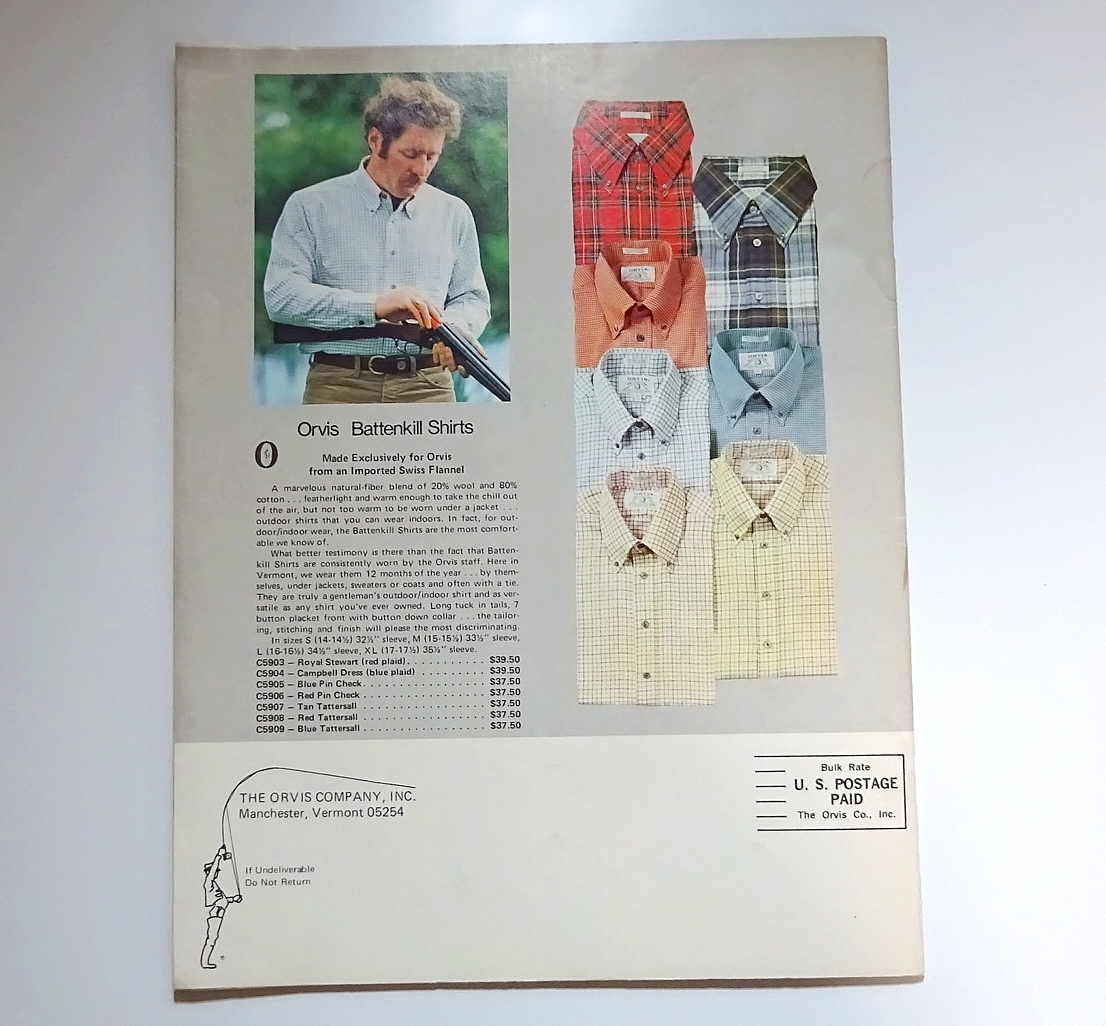 Orvis Battenkill Shirts
O
Made Exclusively for Orvis
from an Imported Swiss Flannel
A marvelous natural-fiber blend of 20% wool and 80%
cotton . . . featherlight and warm enough to take the chill out
of the air, but not too warm to be worn under a jacket . . .
outdoor shirts that you can wear indoors. In fact, for out-
door/indoor wear, the Battenkill Shirts are the most comfort-
able we know of.
What better testimony is there than the fact that Batten-
kill Shirts are consistently worn by the Orvis staff. Here in
Vermont, we wear them 12 months of the year . . . by them-
selves, under jackets, sweaters or coats and often with a tie.
They are truly a gentleman's outdoor/indoor shirt and as ver-
satile as any shirt you've ever owned. Long tuck in tails, 7
button placket front with button down collar . . . the tailor-
ing, stitching and finish will please the most discriminating.
In sizes S (14-14½) 32½" sleeve, M (15-15½) 33½" sleeve,
L (16-16½) 34½" sleeve, XL (17-17½) 35½" sleeve.
C5903 — Royal Stewart (red plaid). . . . . . . . . . . $39.50
C5904 — Campbell Dress (blue plaid) . . . . . . . . . $39.50
C5905 — Blue Pin Check. . . . . . . . . . . . . . . . . $37.50
C5906 — Red Pin Check . . . . . . . . . . . . . . . . . $37.50
C5907 — Tan Tattersall . . . . . . . . . . . . . . . . . $37.50
C5908 — Red Tattersall . . . . . . . . . . . . . . . . . $37.50
C5909 — Blue Tattersall . . . . . . . . . . . . . . . . . $37.50
ORVIS
ORVIS
ORVIS
ORVIS
ORVIS
THE ORVIS COMPANY, INC.
Manchester, Vermont 05254
If Undeliverable
Do Not Return
®
Bulk Rate
U. S. POSTAGE
PAID
The Orvis Co., Inc.